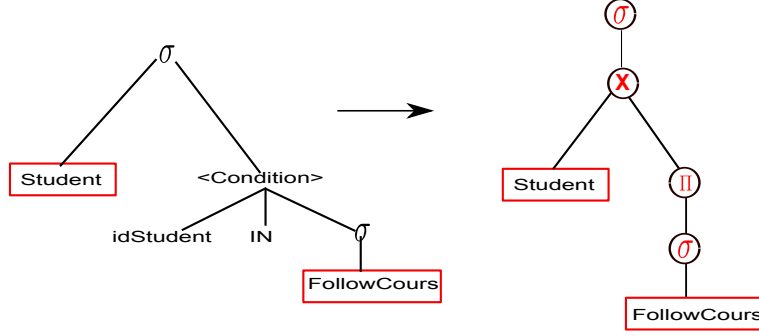 σ
Student
<Condition>
idStudent IN σ
FollowCours
σ
X
Student
Π
σ
FollowCours